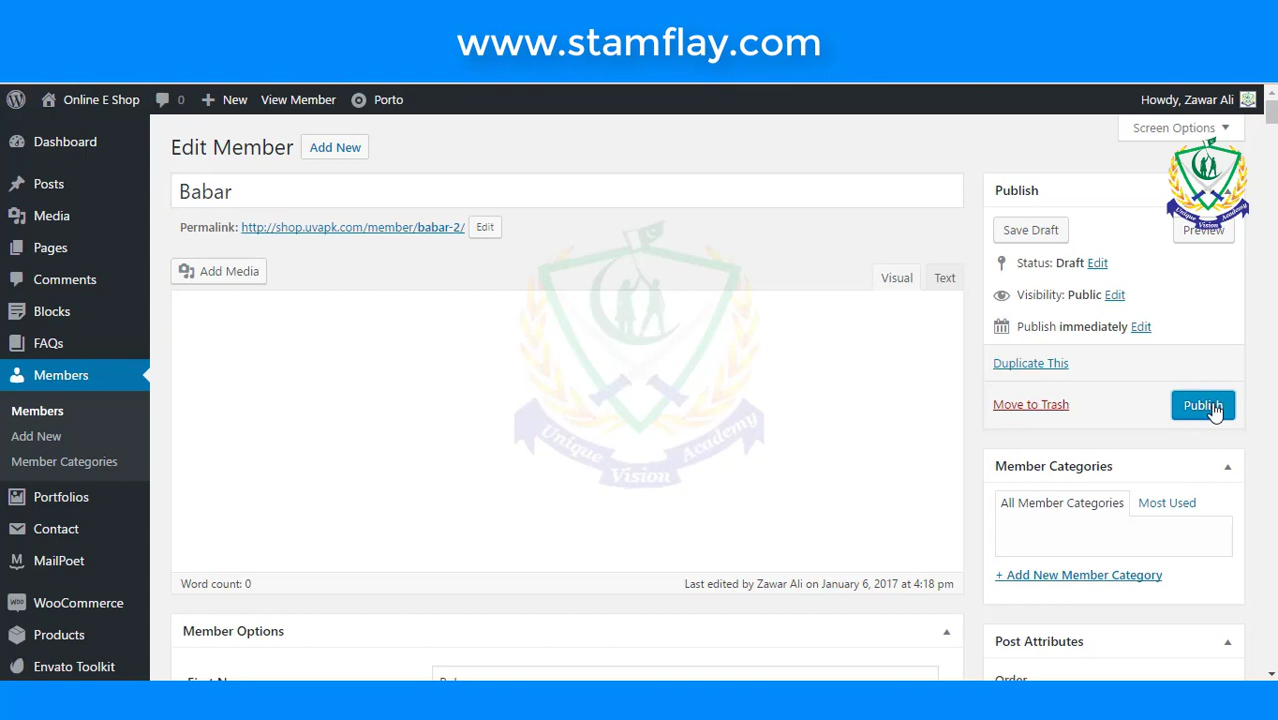 www.stamflay.com
Online E Shop 0 New View Member Porto Howdy, Zawar Ali
Screen Options
Dashboard
Posts
Media
Pages
Comments
Blocks
FAQs
Members
Members
Add New
Member Categories
Portfolios
Contact
MailPoet
WooCommerce
Products
Envato Toolkit
Edit Member Add New
Babar
Permalink: http://shop.uvapk.com/member/babar-2/ Edit
Add Media
Visual Text
Unique Vision Academy
Word count: 0 Last edited by Zawar Ali on January 6, 2017 at 4:18 pm
Member Options
Publish
Unique Vision Academy
Save Draft Preview
Status: Draft Edit
Visibility: Public Edit
Publish immediately Edit
Duplicate This
Move to Trash Publish
Member Categories
All Member Categories Most Used
+ Add New Member Category
Post Attributes
Order